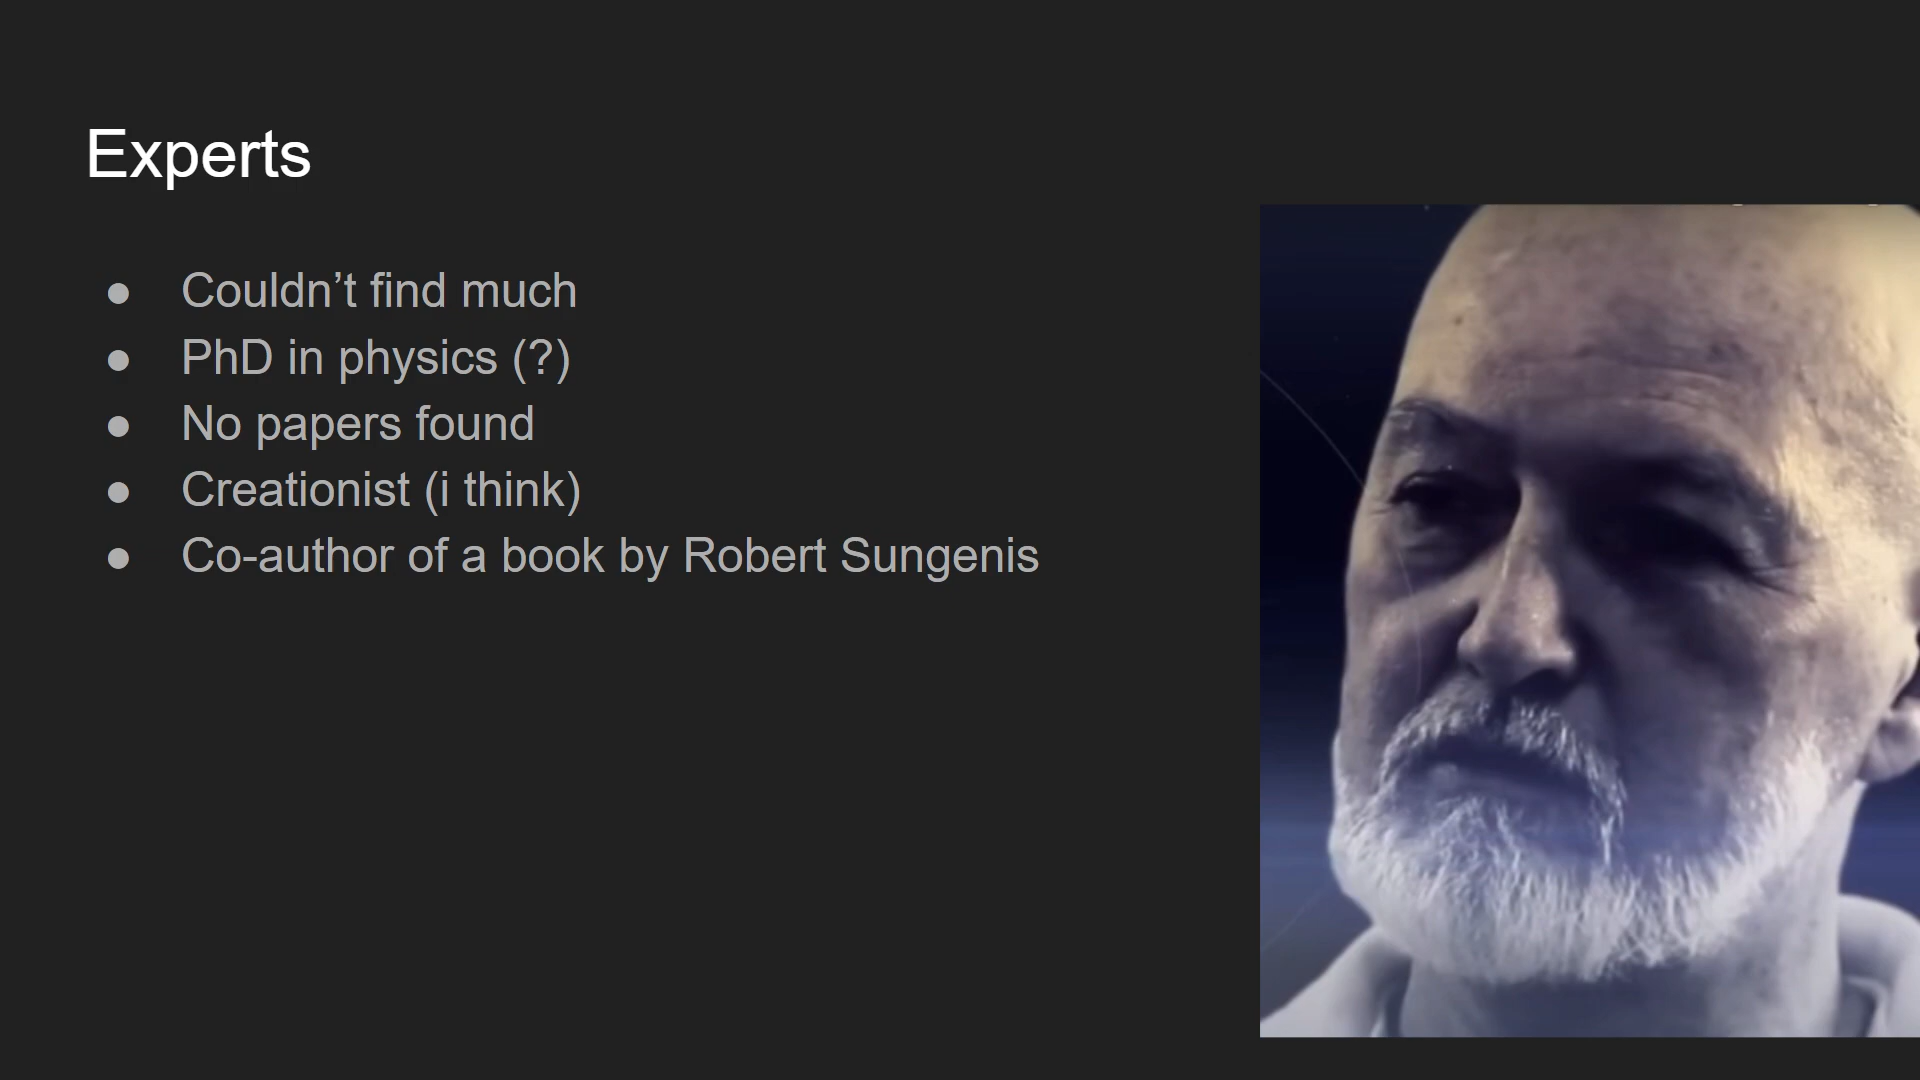 Experts
● Couldn’t find much
● PhD in physics (?)
● No papers found
● Creationist (i think)
● Co-author of a book by Robert Sungenis